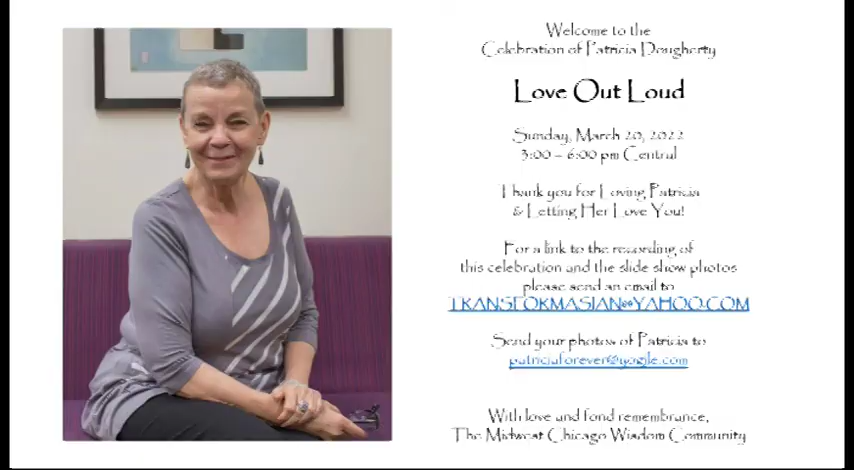 Welcome to the
Celebration of Patricia Dougherty
Love Out Loud
Sunday, March 20, 2022
3:00 – 6:00 pm Central
Thank you for Loving Patricia
& Letting Her Love You!
For a link to the recording of
this celebration and the slide show photos
please send an email to
TRANSFORMASIAN@YAHOO.COM
Send your photos of Patricia to
With love and fond remembrance,
The Midwest Chicago Wisdom Community